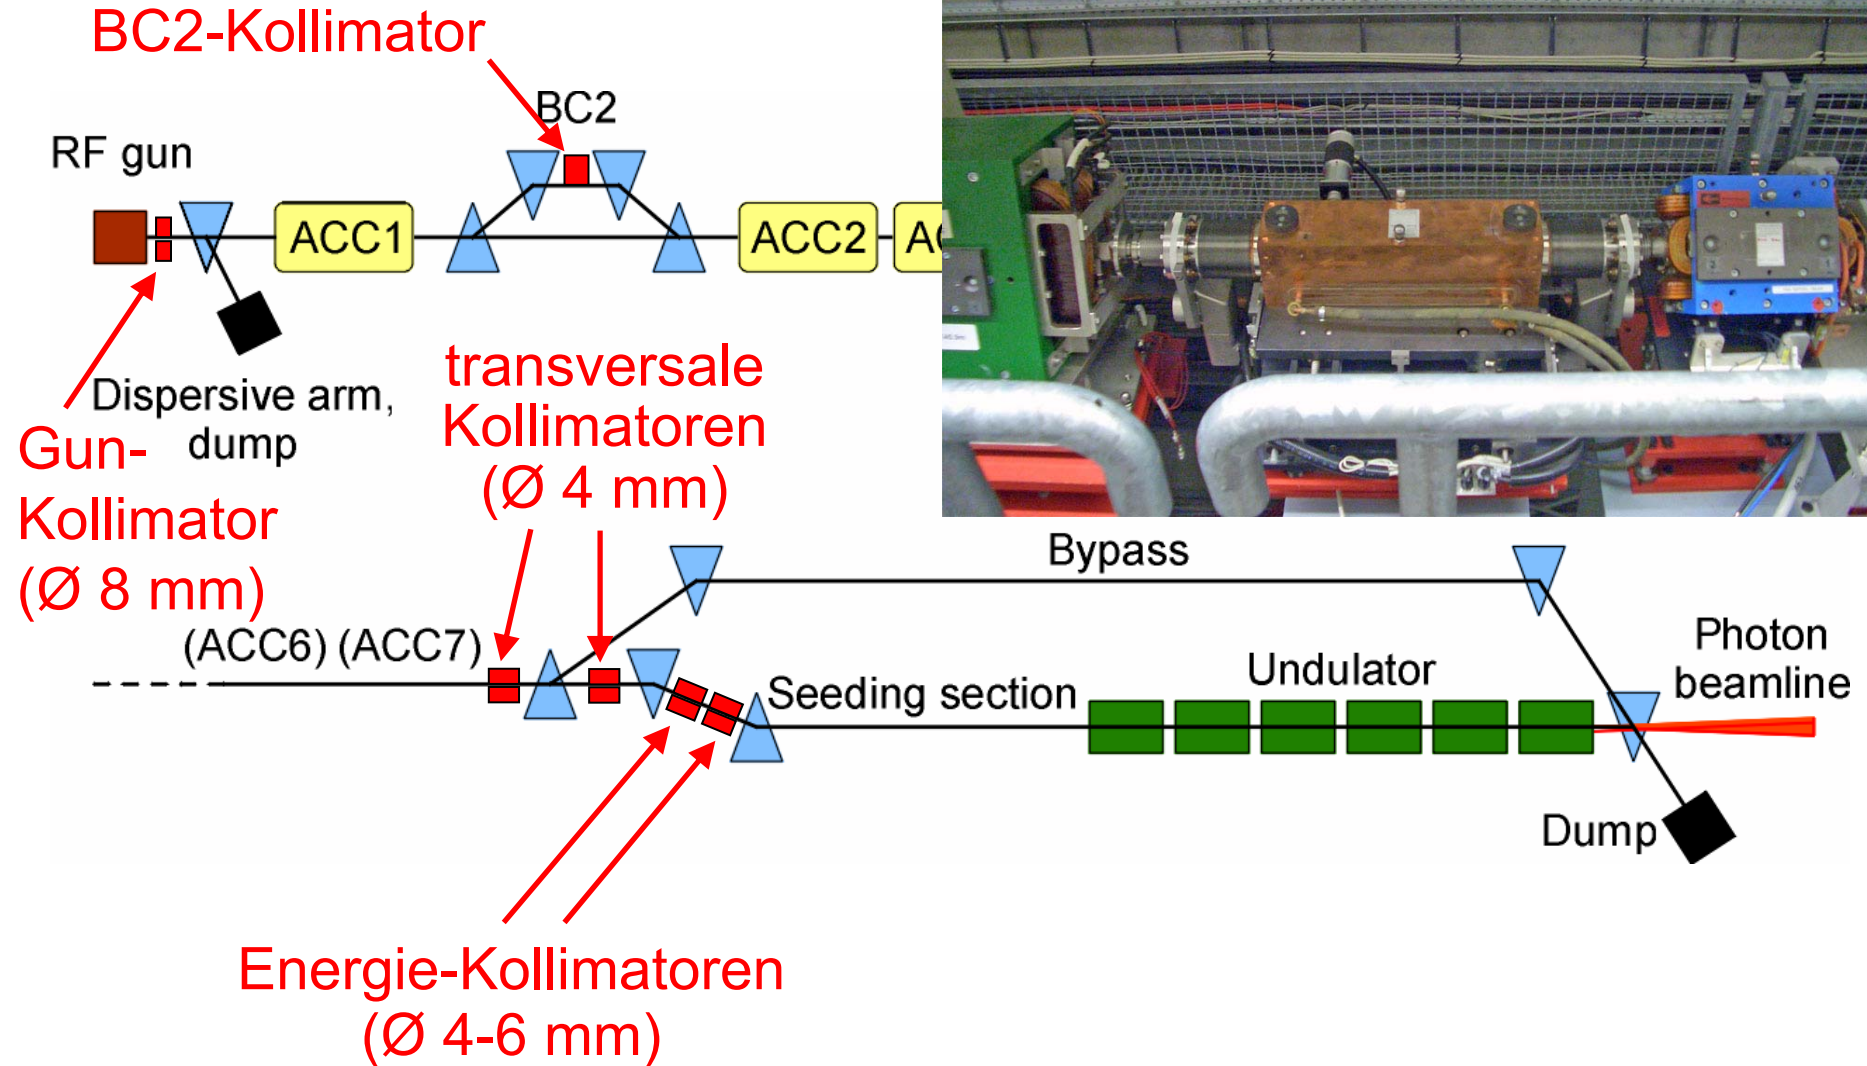 BC2-Kollimator
BC2
RF gun
ACC1
ACC2
Dispersive arm,
dump
Gun-
Kollimator
(Ø 8 mm)
transversale
Kollimatoren
(Ø 4 mm)
Bypass
(ACC6) (ACC7)
Seeding section
Undulator
Photon
beamline
Dump
Energie-Kollimatoren
(Ø 4-6 mm)